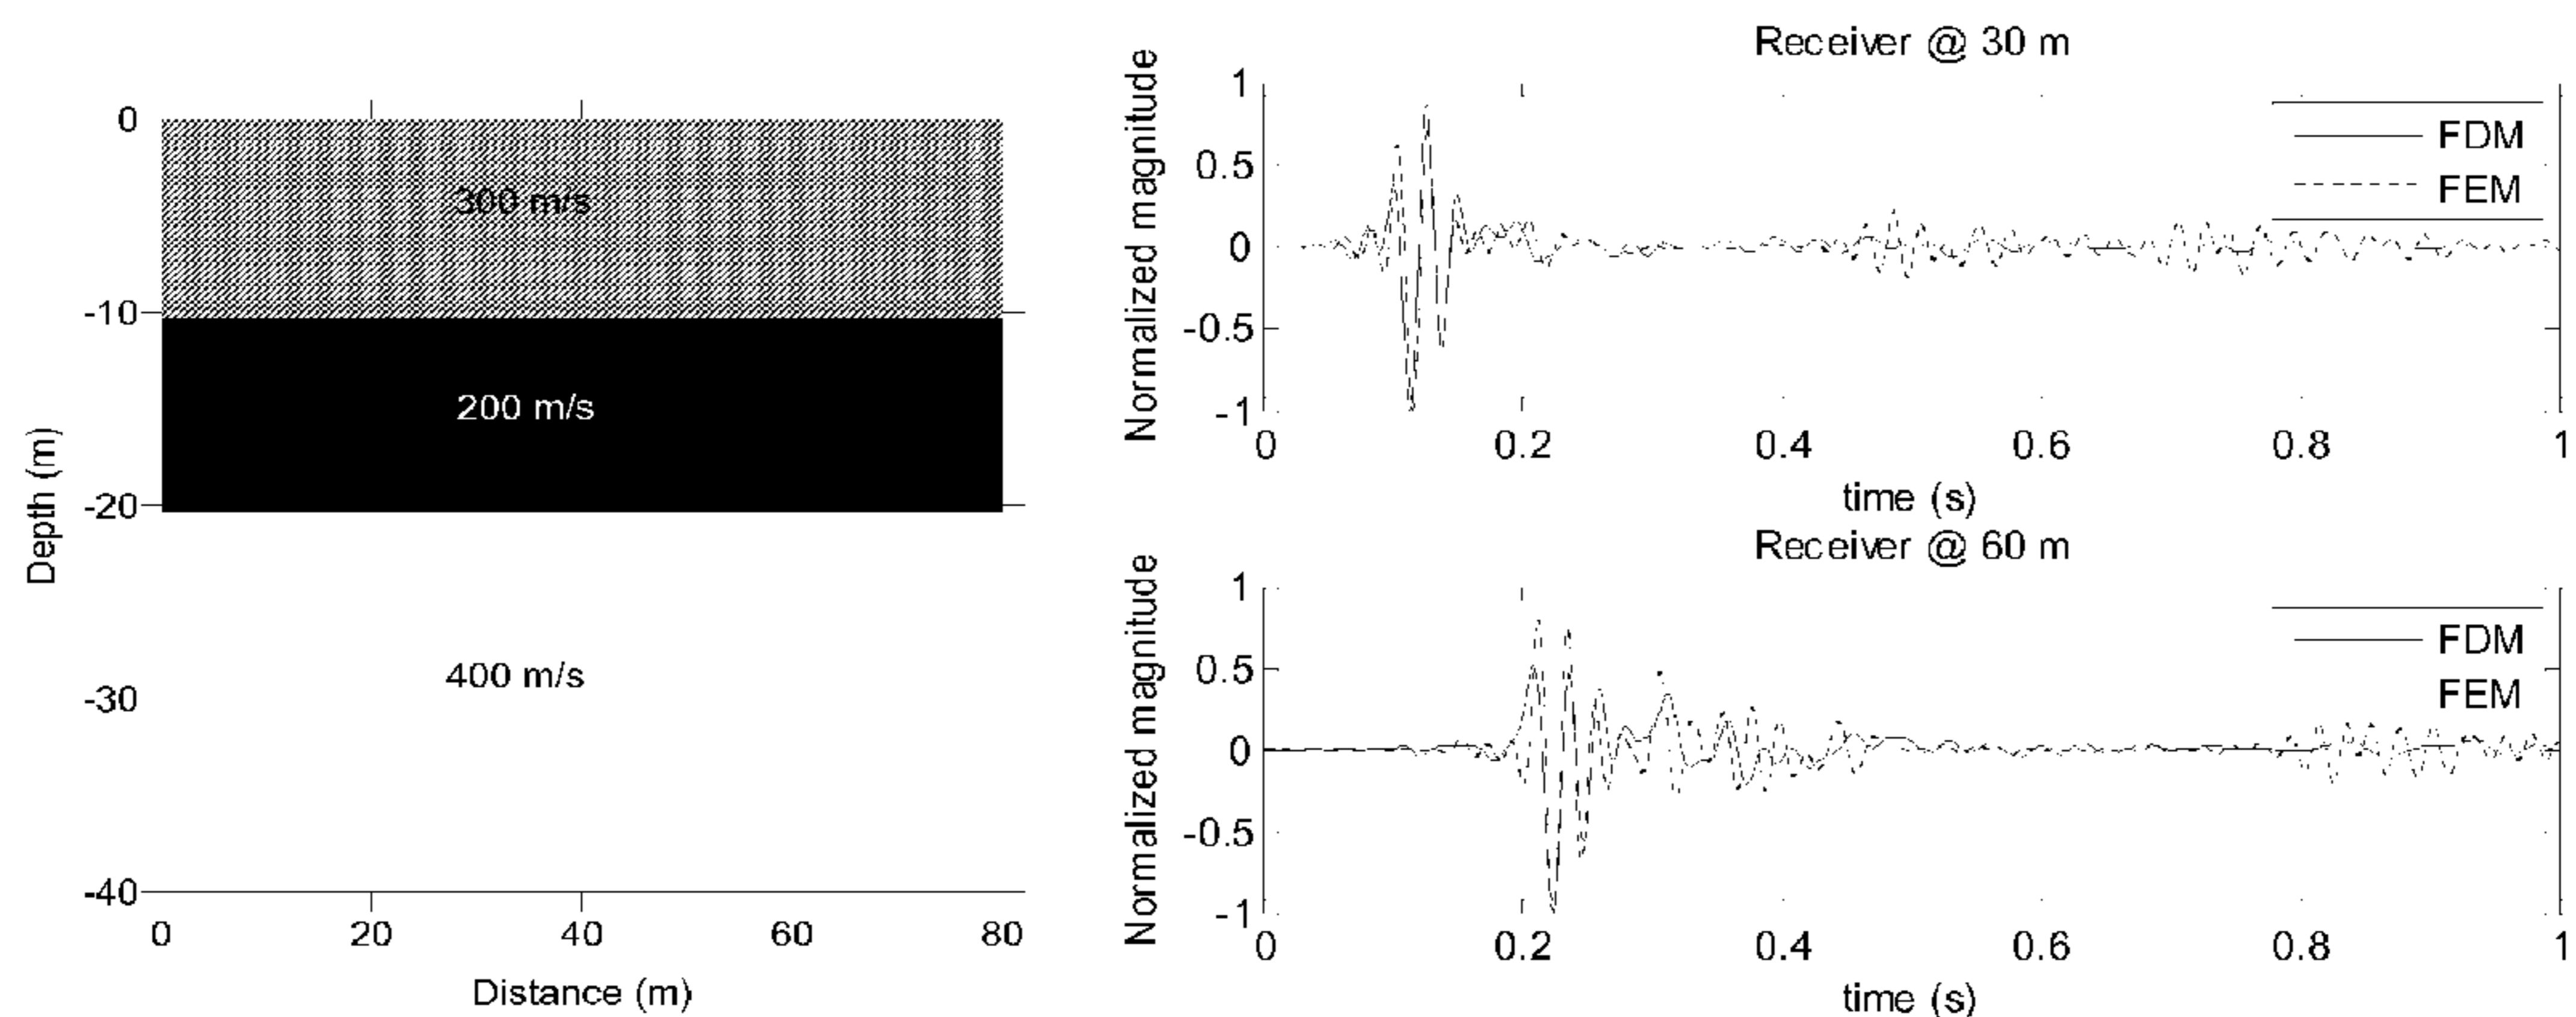 0
-10
-20
-30
-40
Depth (m)
300 m/s
200 m/s
400 m/s
0 20 40 60 80
Distance (m)
Receiver @ 30 m
Normalized magnitude
1
0.5
0
-0.5
-1
FDM
FEM
0 0.2 0.4 0.6 0.8 1
time (s)
Receiver @ 60 m
Normalized magnitude
1
0.5
0
-0.5
-1
FDM
FEM
0 0.2 0.4 0.6 0.8 1
time (s)